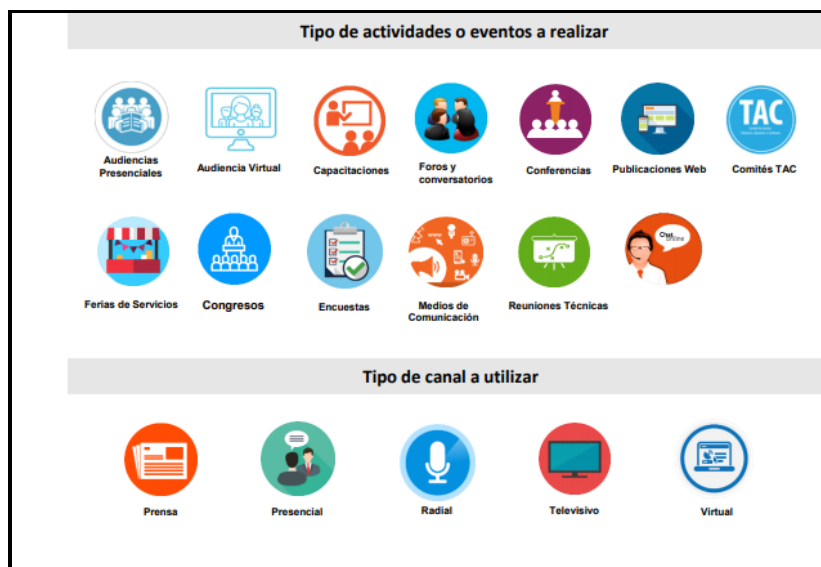 Tipo de actividades o eventos a realizar
TAC
Audiencias
Presenciales
Audiencia Virtual
Capacitaciones
Foros y
conversatorios
Conferencias
Publicaciones Web
Comités TAC
www
Chat
online
Ferias de Servicios
Congresos
Encuestas
Medios de
Comunicación
Reuniones Técnicas
Tipo de canal a utilizar
Prensa
Presencial
Radial
Televisivo
Virtual